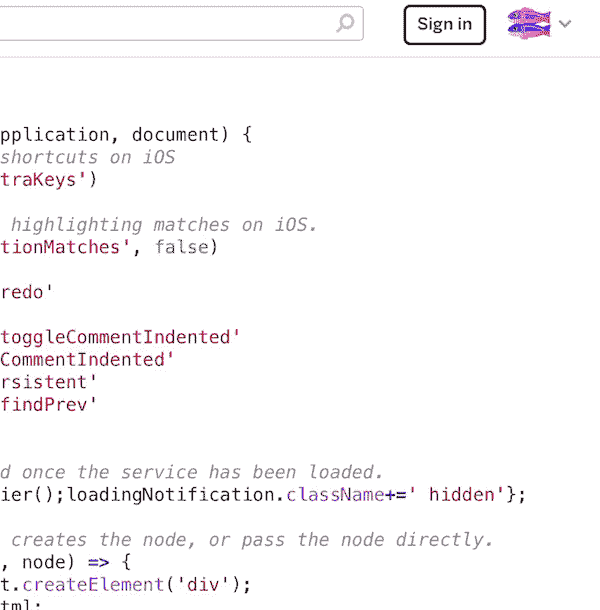 Sign in
pplication, document) {
shortcuts on iOS
traKeys')
highlighting matches on iOS.
tionMatches', false)
redo'
toggleCommentIndented'
CommentIndented'
rsistent'
findPrev'
d once the service has been loaded.
ier();loadingNotification.className+=' hidden'};
creates the node, or pass the node directly.
, node) => {
t.createElement('div');
tml;